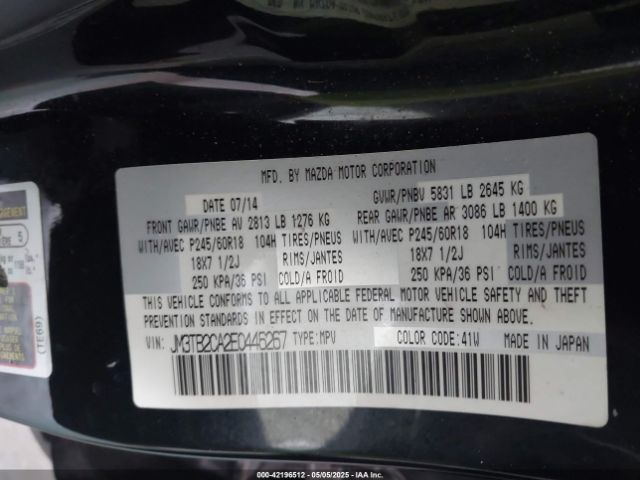 MFD. BY MAZDA MOTOR CORPORATION
DATE 07/14
GVWR/PNBV 5831 LB 2645 KG
FRONT GAWR/PNBE AV 2813 LB 1276 KG
REAR GAWR/PNBE AR 3086 LB 1400 KG
WITH/AVEC P245/60R18 104H TIRES/PNEUS
WITH/AVEC P245/60R18 104H TIRES/PNEUS
18X7 1/2J RIMS/JANTES
18X7 1/2J RIMS/JANTES
250 KPA/36 PSI COLD/A FROID
250 KPA/36 PSI COLD/A FROID
THIS VEHICLE CONFORMS TO ALL APPLICABLE FEDERAL MOTOR VEHICLE SAFETY AND THEFT
PREVENTION STANDARDS IN EFFECT ON THE DATE OF MANUFACTURE SHOWN ABOVE.
VIN: JM3TB2CA2E0446267 TYPE:MPV COLOR CODE:41W MADE IN JAPAN
5
(TE69)
000-42196512 - 05/05/2025 - IAAI.com